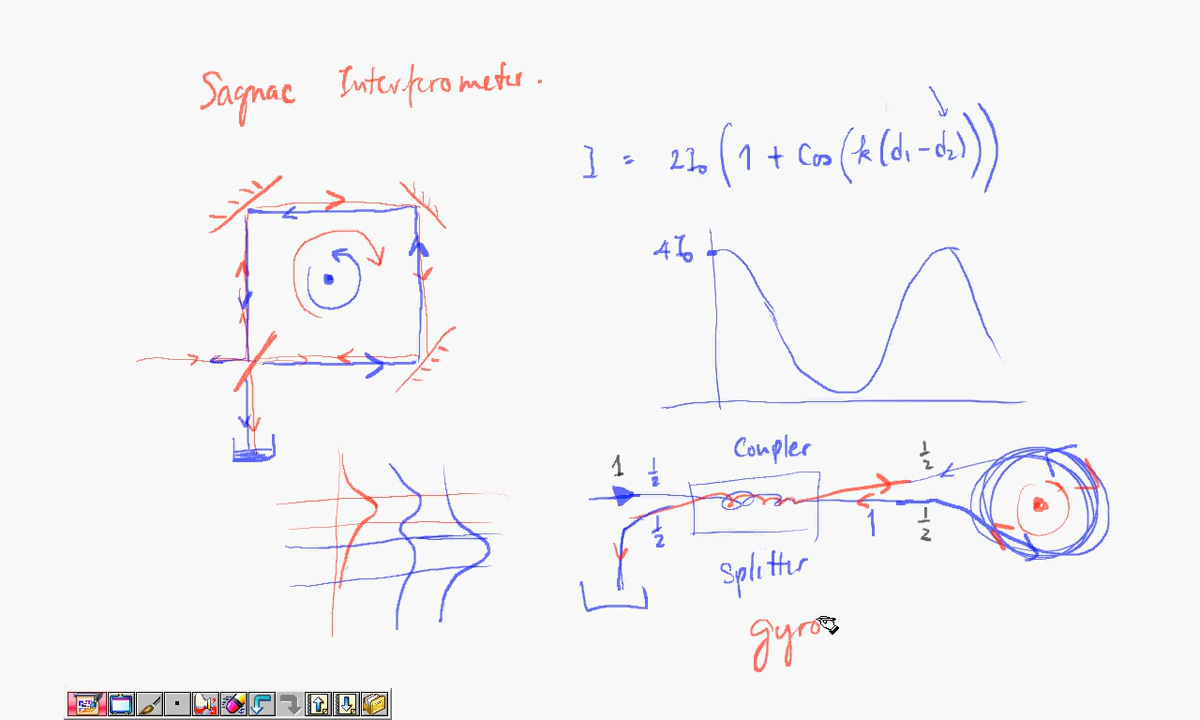 Sagnac Interferometer.
I = 2I₀ (1 + Cos (k (d₁ - d₂)))
4I₀
Coupler
1 1/2 1/2
1/2 1 1/2
Splitter
gyro